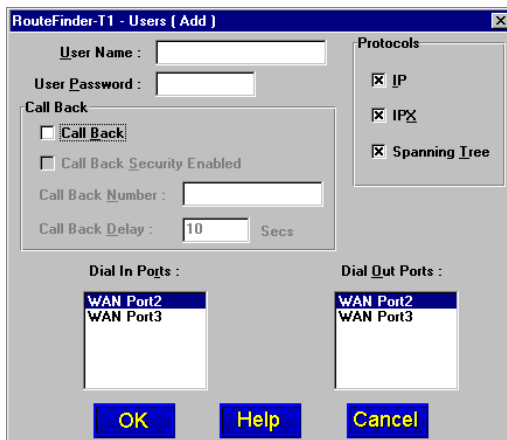 RouteFinder-T1 - Users ( Add )
User Name :
User Password :
Protocols
IP
IPX
Spanning Tree
Call Back
Call Back
Call Back Security Enabled
Call Back Number :
Call Back Delay : 10 Secs
Dial In Ports :
WAN Port2
WAN Port3
Dial Out Ports :
WAN Port2
WAN Port3
OK Help Cancel